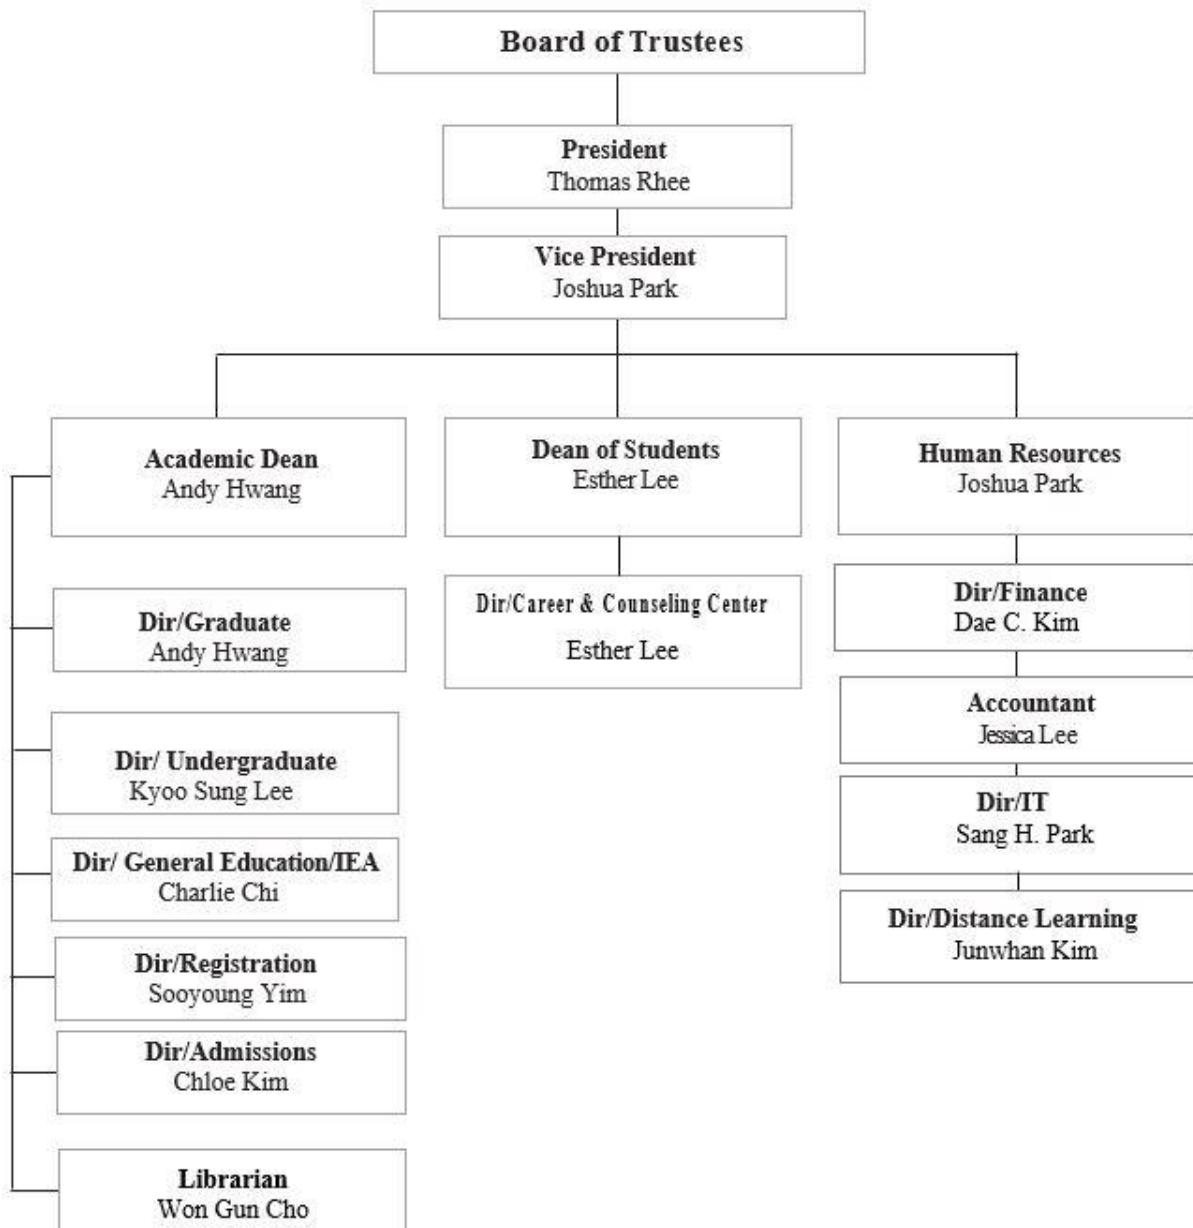 Board of Trustees
President
Thomas Rhee
Vice President
Joshua Park
Academic Dean
Andy Hwang
Dean of Students
Esther Lee
Human Resources
Joshua Park
Dir/Graduate
Andy Hwang
Dir/Career & Counseling Center
Esther Lee
Dir/Finance
Dae C. Kim
Dir/ Undergraduate
Kyoo Sung Lee
Accountant
Jessica Lee
Dir/ General Education/IEA
Charlie Chi
Dir/IT
Sang H. Park
Dir/Registration
Sooyoung Yim
Dir/Distance Learning
Junwhan Kim
Dir/Admissions
Chloe Kim
Librarian
Won Gun Cho